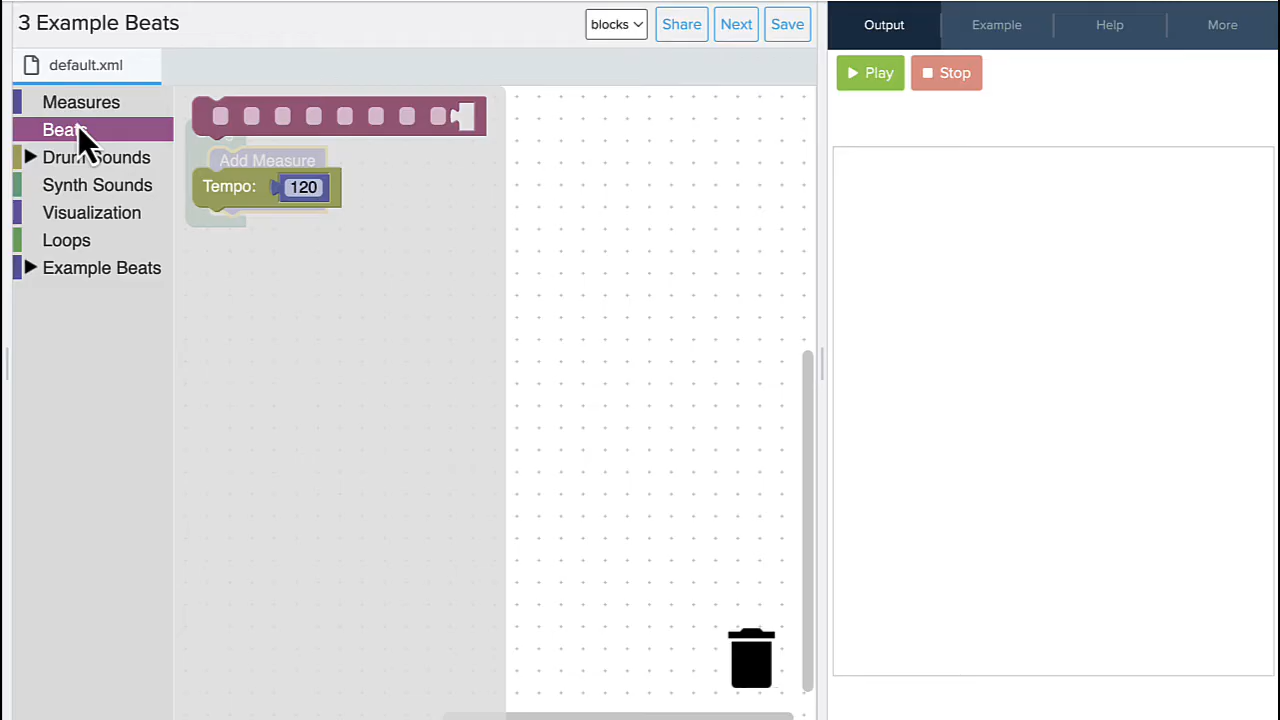 3 Example Beats
blocks Share Next Save
Output Example Help More
default.xml
Play Stop
Measures
Beats
Drum Sounds
Synth Sounds
Visualization
Loops
Example Beats
Add Measure
Tempo: 120